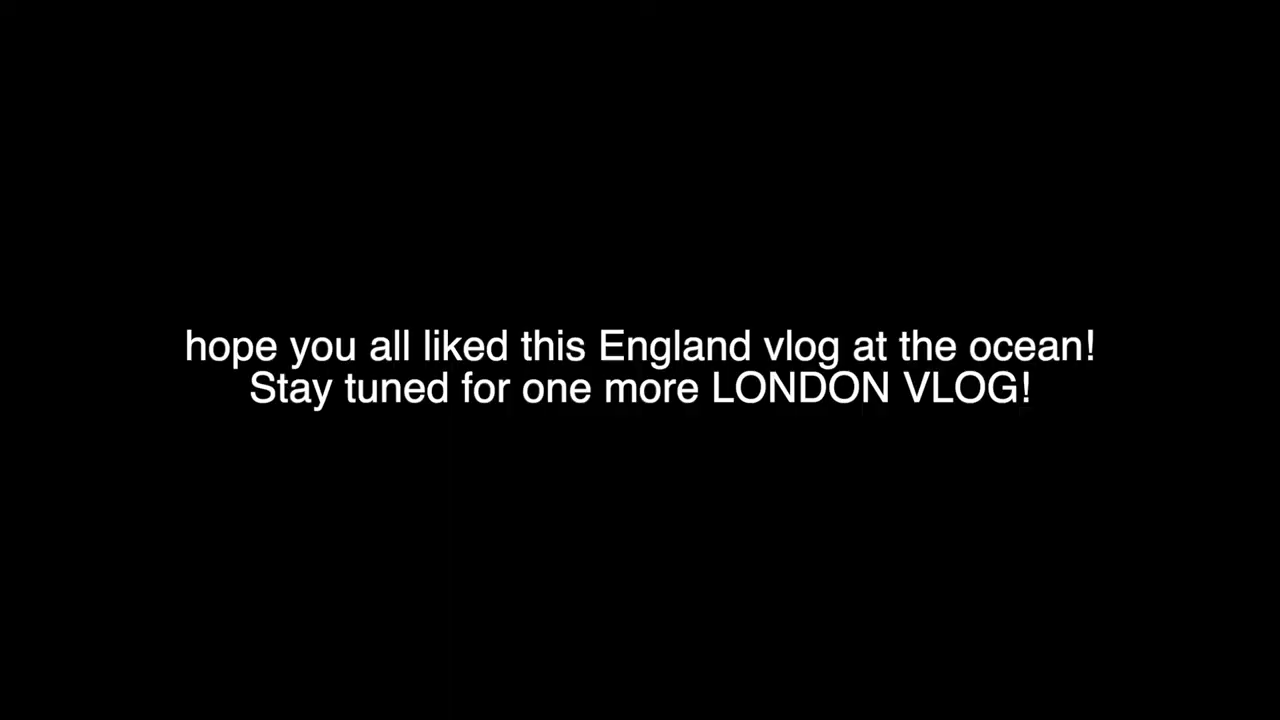 hope you all liked this England vlog at the ocean!
Stay tuned for one more LONDON VLOG!